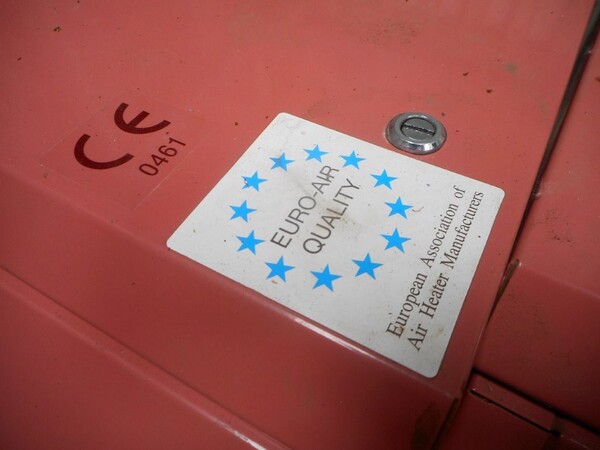 CE
0461
EURO-AIR
QUALITY
European Association of
Air Heater Manufacturers